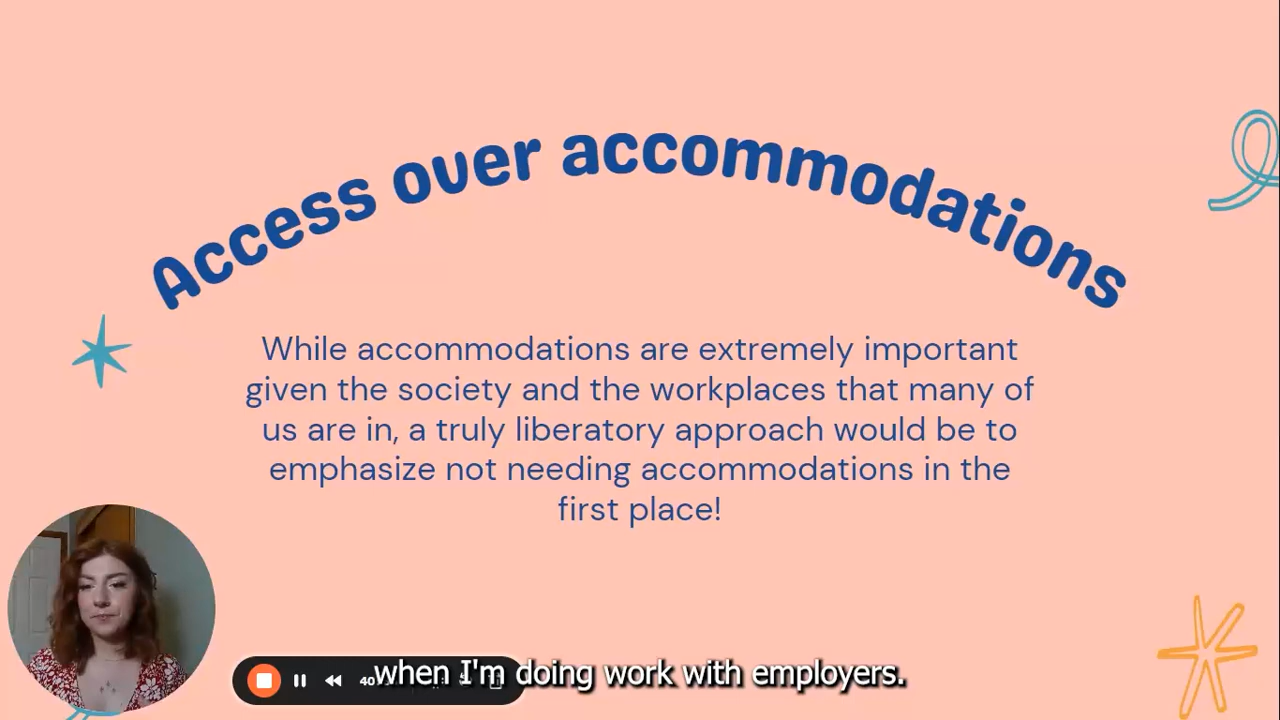 Access over accommodations
While accommodations are extremely important
given the society and the workplaces that many of
us are in, a truly liberatory approach would be to
emphasize not needing accommodations in the
first place!
40
when I'm doing work with employers.